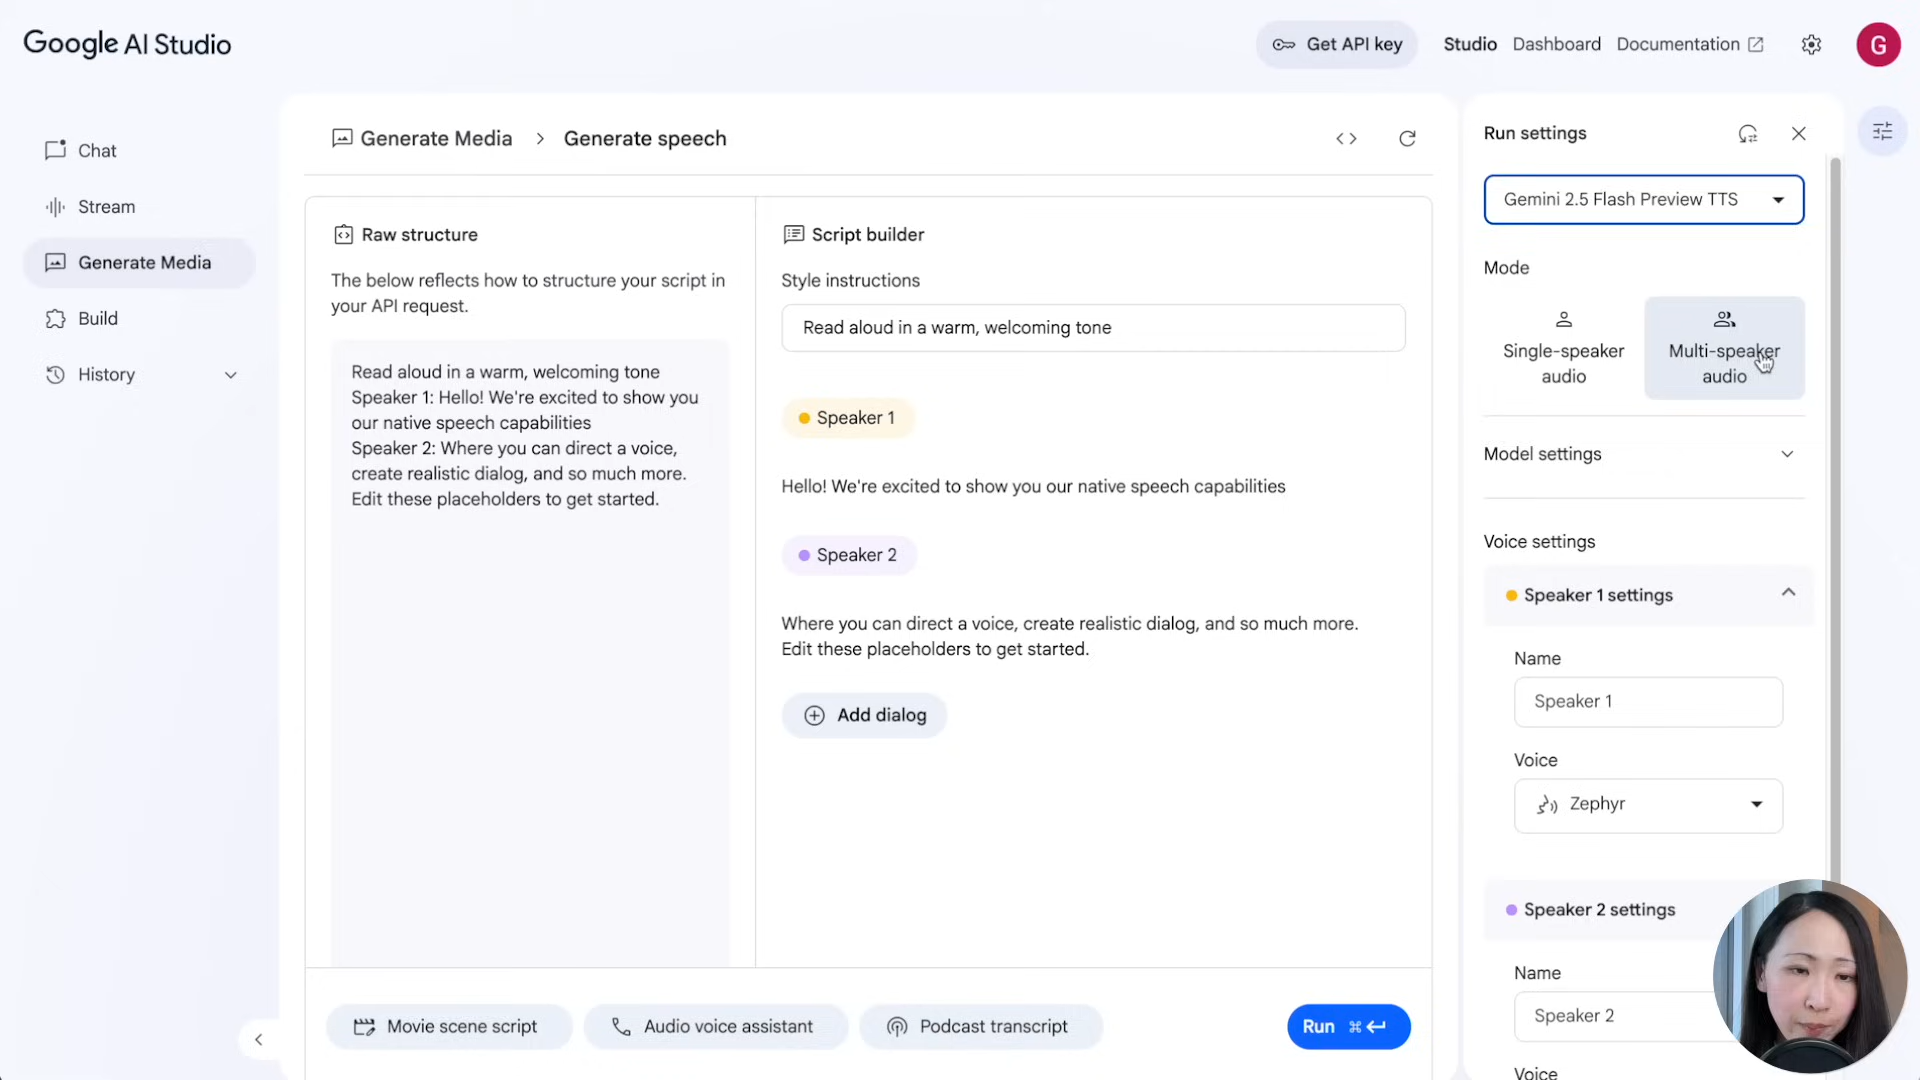 Google AI Studio
Get API key
Studio
Dashboard
Documentation
G
Chat
Stream
Generate Media
Build
History
Generate Media > Generate speech
Raw structure
The below reflects how to structure your script in
your API request.
Read aloud in a warm, welcoming tone
Speaker 1: Hello! We're excited to show you
our native speech capabilities
Speaker 2: Where you can direct a voice,
create realistic dialog, and so much more.
Edit these placeholders to get started.
Script builder
Style instructions
Read aloud in a warm, welcoming tone
Speaker 1
Hello! We're excited to show you our native speech capabilities
Speaker 2
Where you can direct a voice, create realistic dialog, and so much more.
Edit these placeholders to get started.
Add dialog
Movie scene script
Audio voice assistant
Podcast transcript
Run ⌘ ↵
Run settings
Gemini 2.5 Flash Preview TTS
Mode
Single-speaker
audio
Multi-speaker
audio
Model settings
Voice settings
Speaker 1 settings
Name
Speaker 1
Voice
Zephyr
Speaker 2 settings
Name
Speaker 2
Voice